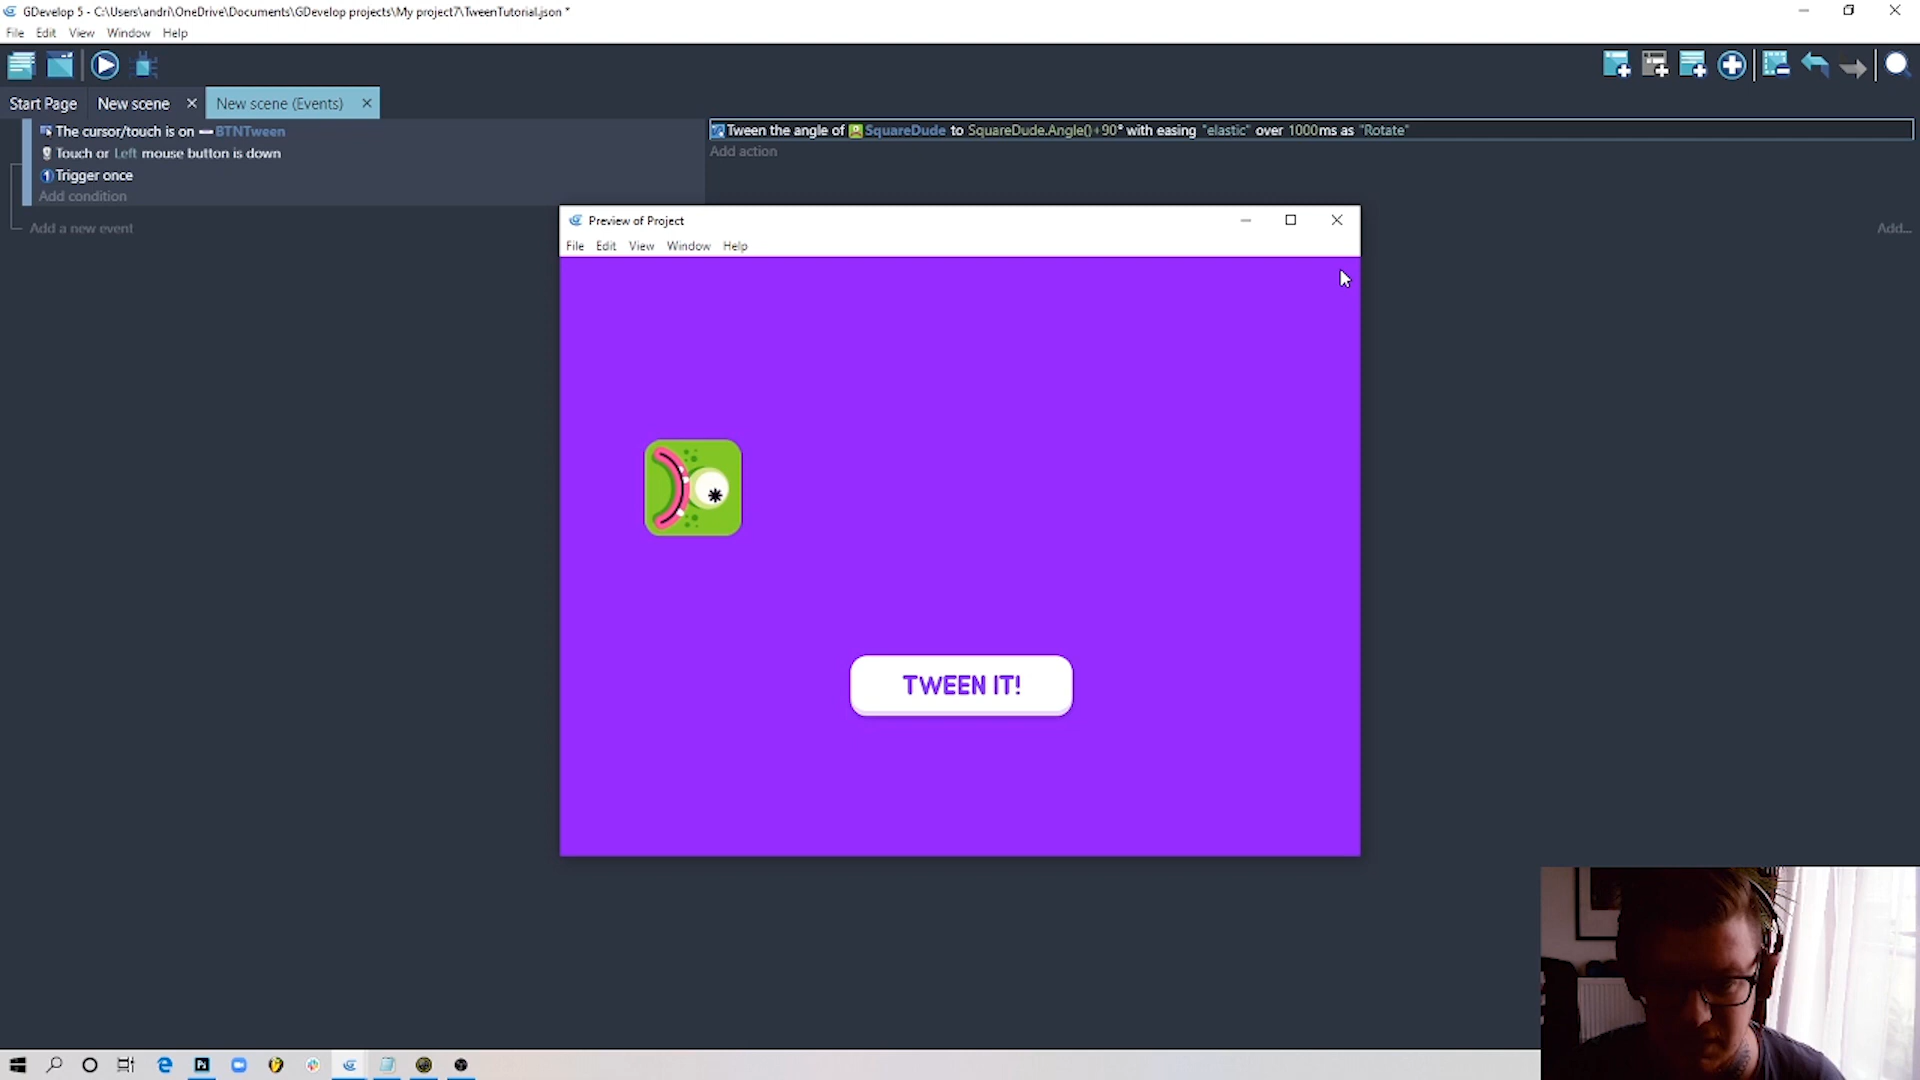 GDevelop 5 - C:\Users\andri\OneDrive\Documents\GDevelop projects\My project7\TweenTutorial.json *
File Edit View Window Help
Start Page New scene × New scene (Events) ×
The cursor/touch is on BTNTween
Touch or Left mouse button is down
Trigger once
Add condition
Add a new event
Tween the angle of SquareDude to SquareDude.Angle()+90° with easing "elastic" over 1000ms as "Rotate"
Add action
Add...
Preview of Project
File Edit View Window Help
TWEEN IT!